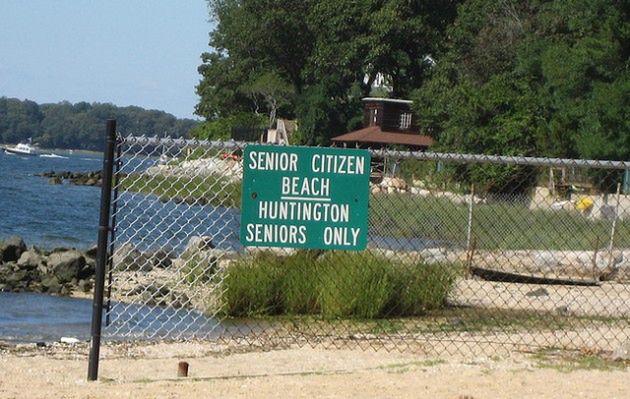 SENIOR CITIZEN
BEACH
HUNTINGTON
SENIORS ONLY